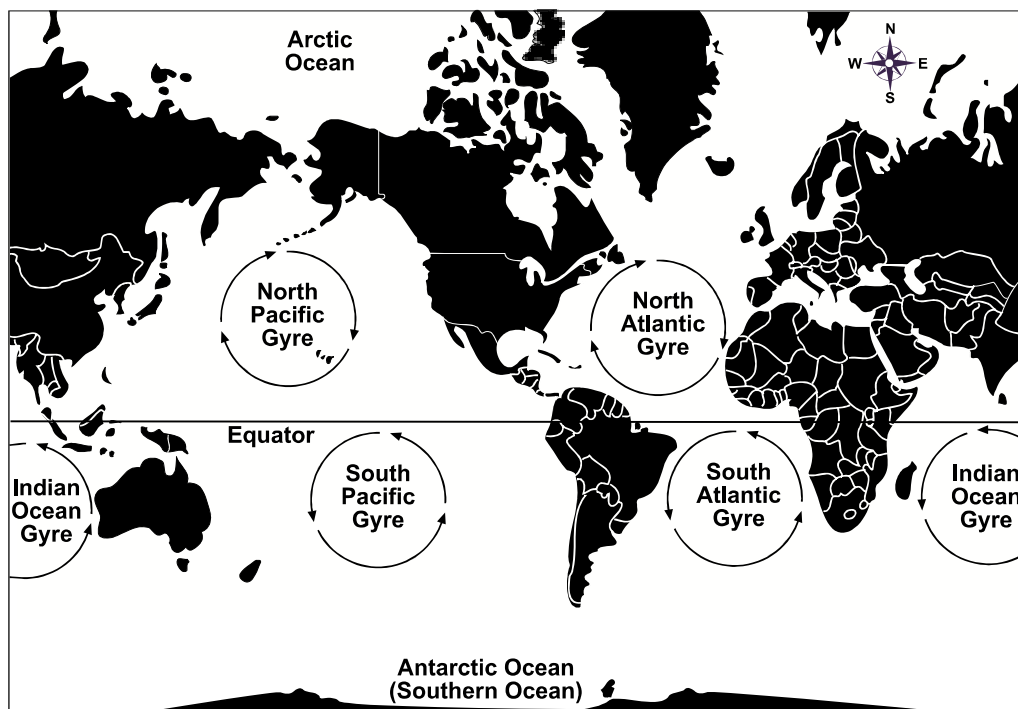 Arctic
Ocean
N
W
E
S
North
Pacific
Gyre
North
Atlantic
Gyre
Equator
Indian
Ocean
Gyre
South
Pacific
Gyre
South
Atlantic
Gyre
Indian
Ocean
Gyre
Antarctic Ocean
(Southern Ocean)